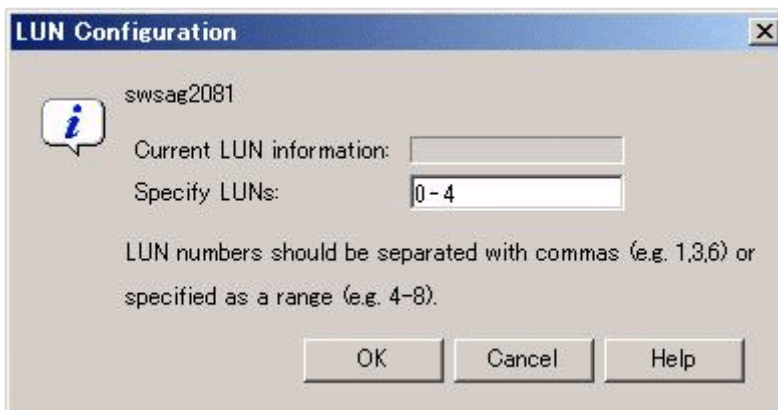 LUN Configuration
swsag2081
Current LUN information:
Specify LUNs: 0-4
LUN numbers should be separated with commas (e.g. 1,3,6) or
specified as a range (e.g. 4-8).
OK Cancel Help